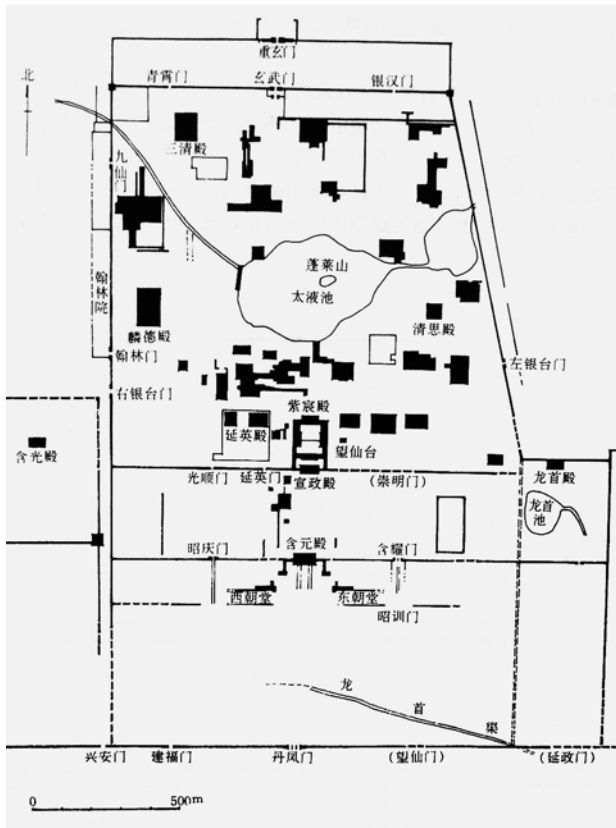 重玄门
北
青霄门
玄武门
银汉门
三清殿
九仙门
蓬莱山
太液池
翰林院
清思殿
麟德殿
翰林门
左银台门
右银台门
紫宸殿
延英殿
望仙台
含光殿
光顺门
延英门
宣政殿
(崇明门)
龙首殿
龙首池
昭庆门
含元殿
含耀门
西朝堂
东朝堂
昭训门
龙首渠
兴安门
建福门
丹凤门
(望仙门)
(延政门)
0
500m